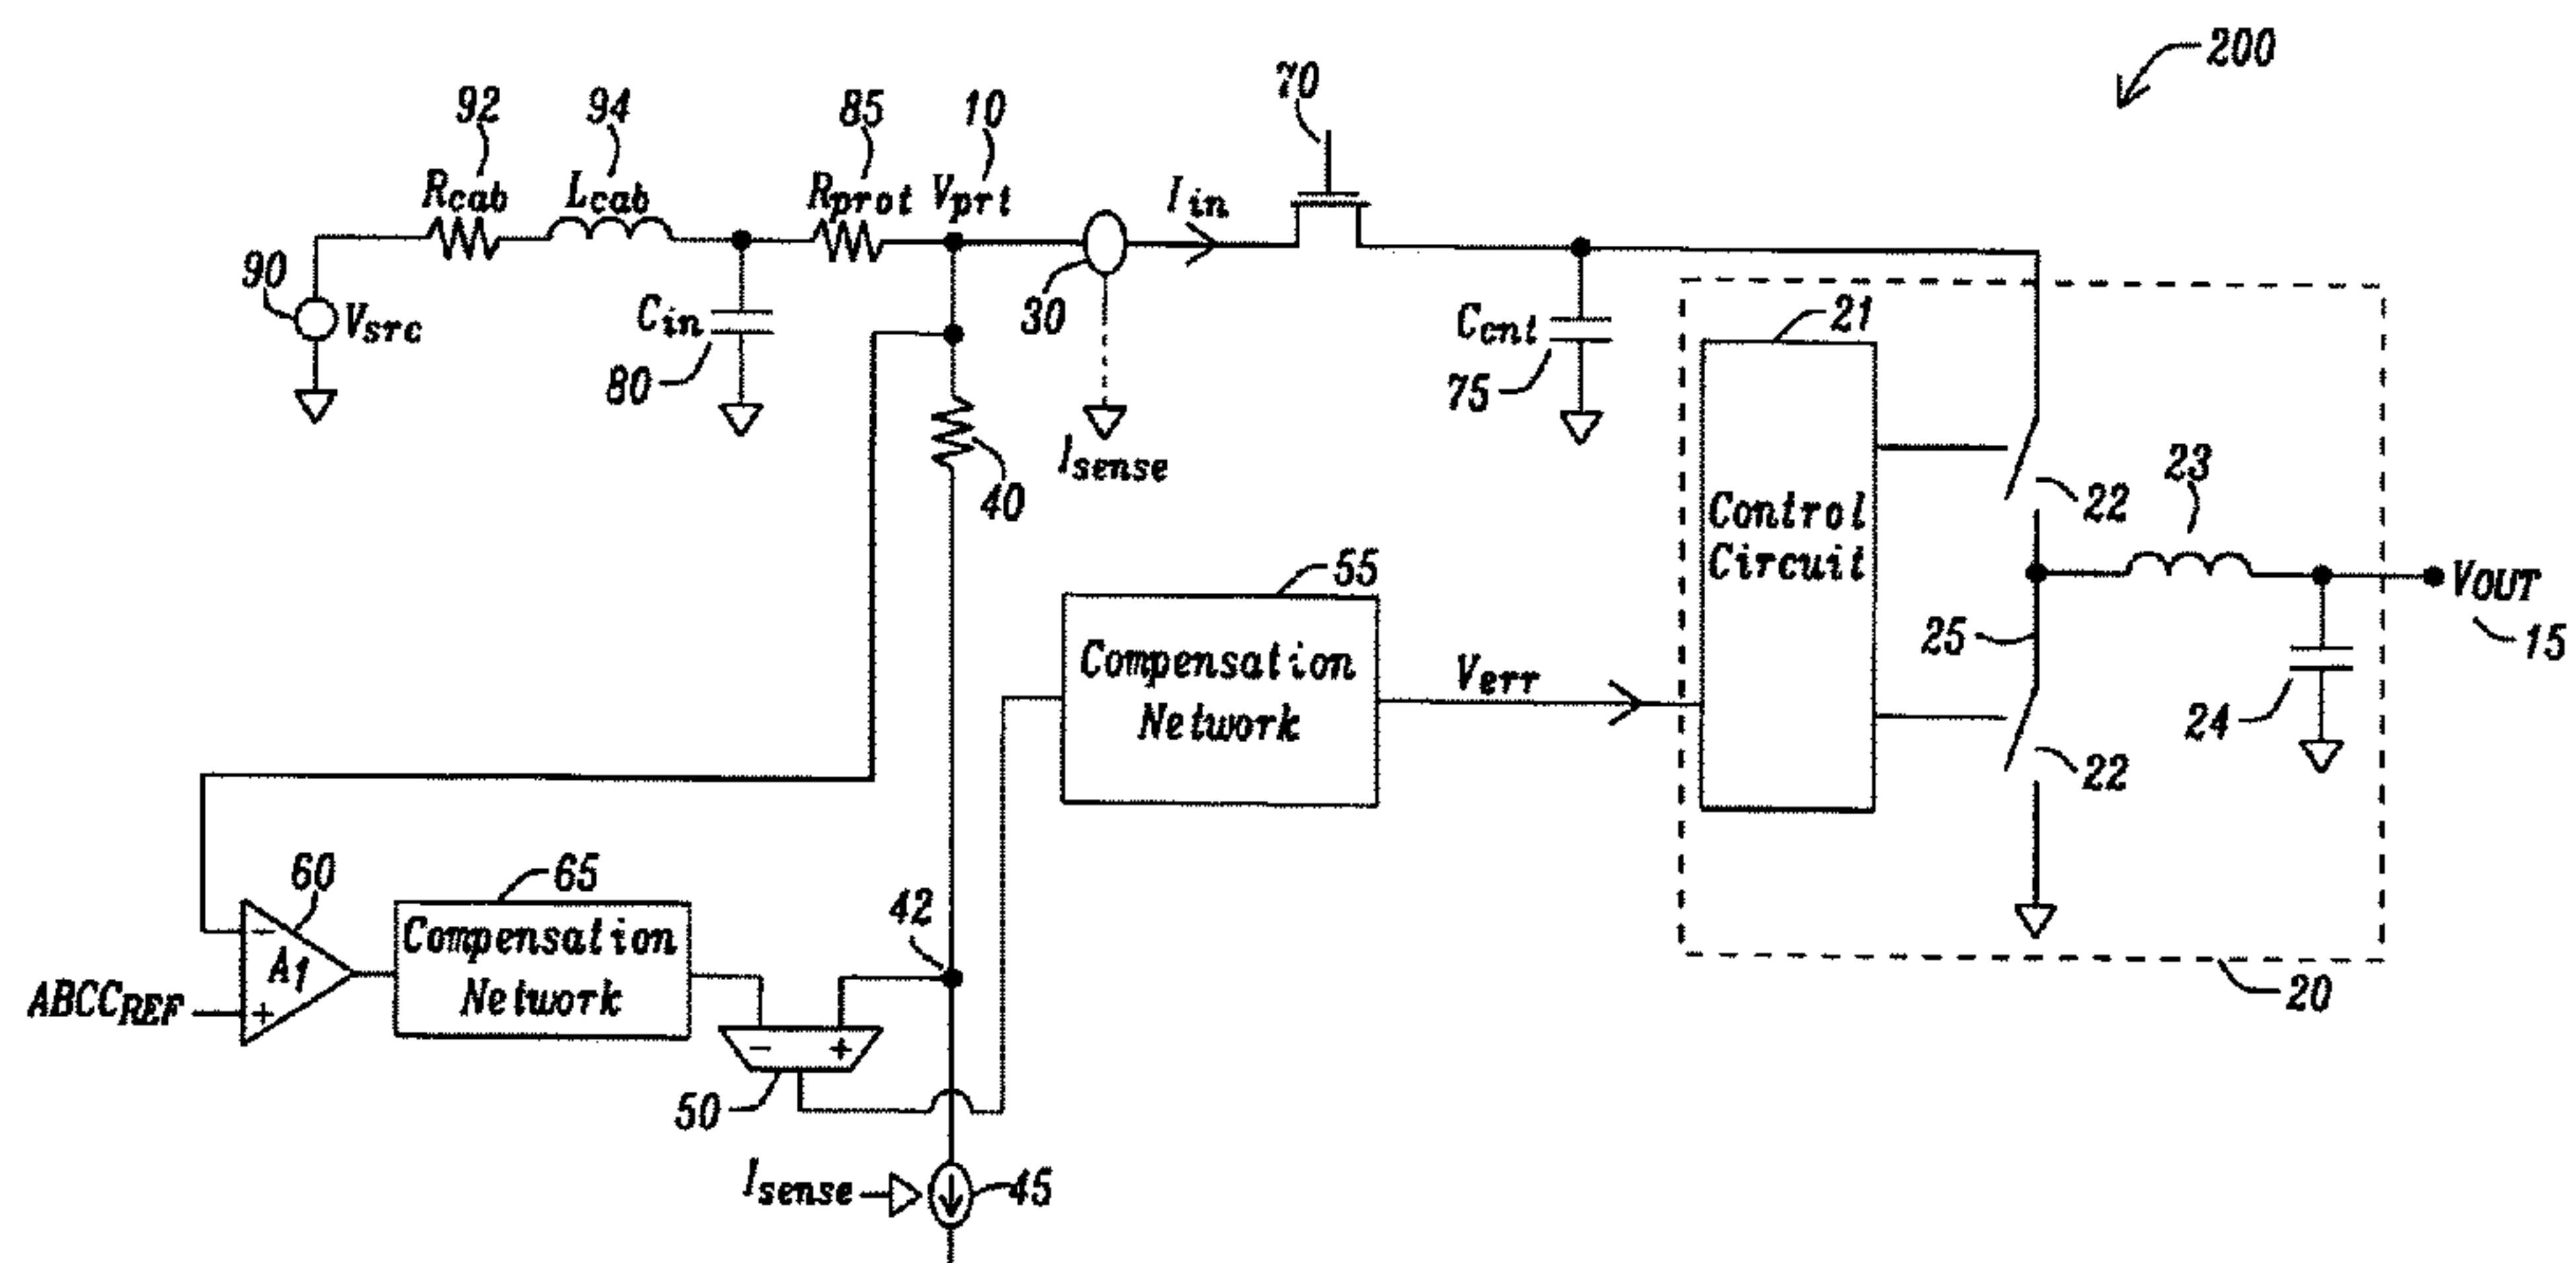 200
70
92
94
85
10
Rcab
Lcab
Rprot
Vprt
Iin
90
Vsrc
Cin
80
30
Isense
Ccnt
75
21
40
Control
Circuit
22
23
VOUT
15
25
24
22
55
Compensation
Network
Verr
20
60
65
Compensation
Network
42
A1
−
+
ABCCREF
−
+
50
Isense
45